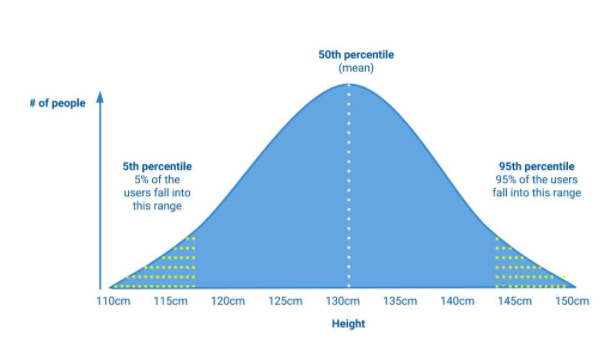 50th percentile
(mean)
# of people
5th percentile
5% of the
users fall into
this range
95th percentile
95% of the users
fall into this range
110cm 115cm 120cm 125cm 130cm 135cm 140cm 145cm 150cm
Height